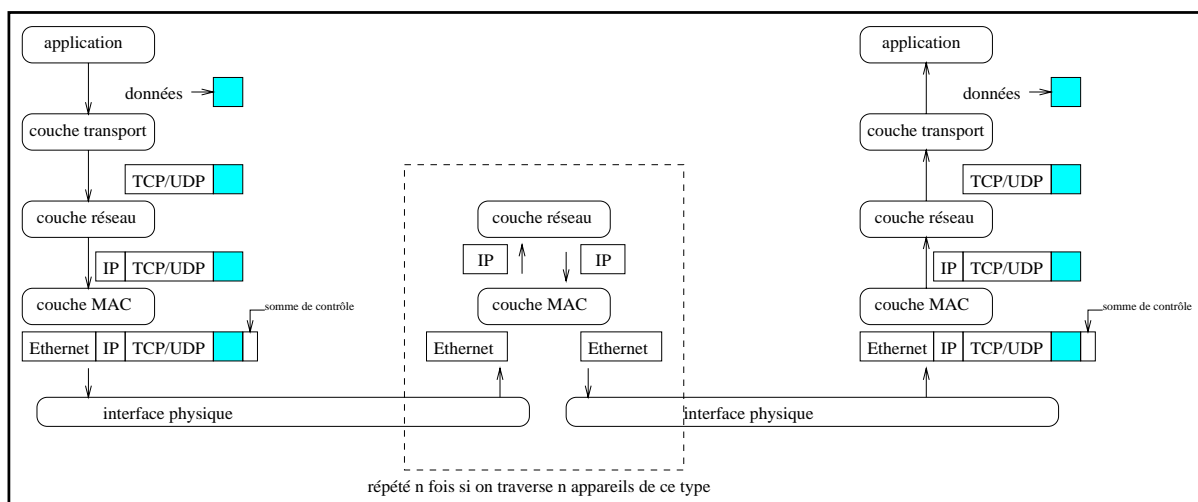 application
données
couche transport
TCP/UDP
couche réseau
IP TCP/UDP
couche MAC
somme de contrôle
Ethernet IP TCP/UDP
interface physique
couche réseau
IP IP
couche MAC
Ethernet Ethernet
répété n fois si on traverse n appareils de ce type
application
données
couche transport
TCP/UDP
couche réseau
IP TCP/UDP
couche MAC
somme de contrôle
Ethernet IP TCP/UDP
interface physique